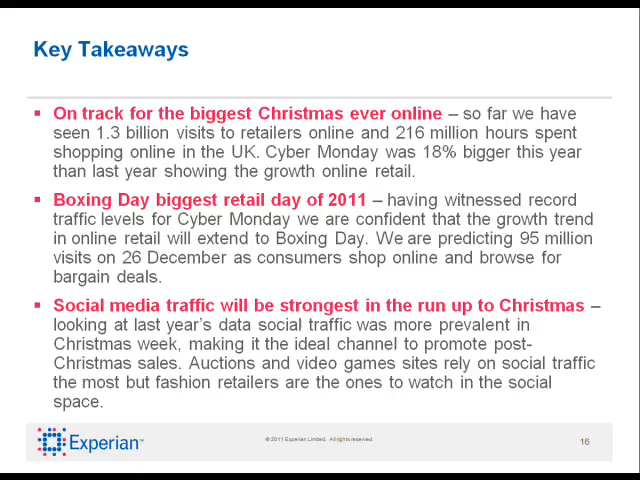 Key Takeaways
▪ On track for the biggest Christmas ever online – so far we have
seen 1.3 billion visits to retailers online and 216 million hours spent
shopping online in the UK. Cyber Monday was 18% bigger this year
than last year showing the growth online retail.
▪ Boxing Day biggest retail day of 2011 – having witnessed record
traffic levels for Cyber Monday we are confident that the growth trend
in online retail will extend to Boxing Day. We are predicting 95 million
visits on 26 December as consumers shop online and browse for
bargain deals.
▪ Social media traffic will be strongest in the run up to Christmas –
looking at last year's data social traffic was more prevalent in
Christmas week, making it the ideal channel to promote post-
Christmas sales. Auctions and video games sites rely on social traffic
the most but fashion retailers are the ones to watch in the social
space.
Experian™
© 2011 Experian Limited. All rights reserved.
16